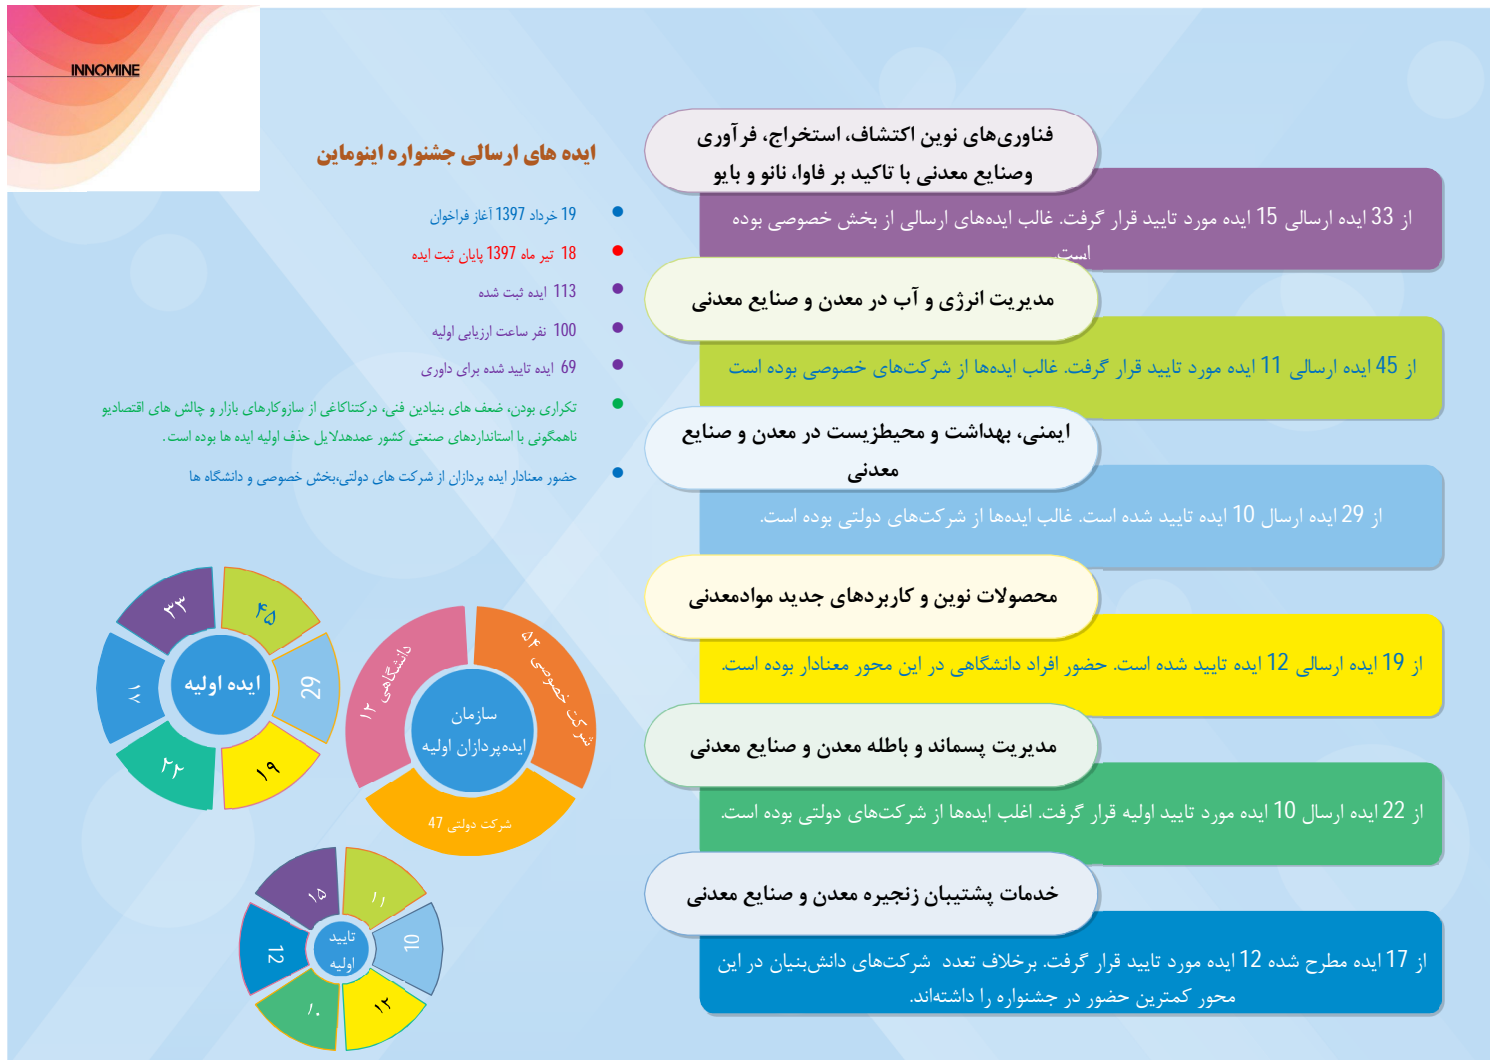 INNOMINE
ایده های ارسالی جشنواره اینوماین
19 خرداد 1397 آغاز فراخوان
18 تیر ماه 1397 پایان ثبت ایده
113 ایده ثبت شده
100 نفر ساعت ارزیابی اولیه
69 ایده تایید شده برای داوری
تکراری بودن، ضعف های بنیادین فنی، درکتناکاغی از سازوکارهای بازار و چالش های اقتصادیو
ناهمگونی با استانداردهای صنعتی کشور عمدهدلایل حذف اولیه ایده ها بوده است.
حضور معنادار ایده پردازان از شرکت های دولتی،بخش خصوصی و دانشگاه ها
فناوری‌های نوین اکتشاف، استخراج، فرآوری
وصنایع معدنی با تاکید بر فاوا، نانو و بایو
از 33 ایده ارسالی 15 ایده مورد تایید قرار گرفت. غالب ایده‌های ارسالی از بخش خصوصی بوده
است.
مدیریت انرژی و آب در معدن و صنایع معدنی
از 45 ایده ارسالی 11 ایده مورد تایید قرار گرفت. غالب ایده‌ها از شرکت‌های خصوصی بوده است
ایمنی، بهداشت و محیطزیست در معدن و صنایع
معدنی
از 29 ایده ارسال 10 ایده تایید شده است. غالب ایده‌ها از شرکت‌های دولتی بوده است.
محصولات نوین و کاربردهای جدید موادمعدنی
از 19 ایده ارسالی 12 ایده تایید شده است. حضور افراد دانشگاهی در این محور معنادار بوده است.
مدیریت پسماند و باطله معدن و صنایع معدنی
از 22 ایده ارسال 10 ایده مورد تایید اولیه قرار گرفت. اغلب ایده‌ها از شرکت‌های دولتی بوده است.
خدمات پشتیبان زنجیره معدن و صنایع معدنی
از 17 ایده مطرح شده 12 ایده مورد تایید قرار گرفت. برخلاف تعدد شرکت‌های دانش‌بنیان در این
محور کمترین حضور در جشنواره را داشته‌اند.
ایده اولیه
۴۵
29
۱۹
۲۲
۱۷
۳۳
سازمان
ایده‌پردازان اولیه
شرکت خصوصی ۵۴
شرکت دولتی 47
دانشگاهی ۱۲
تایید
اولیه
۱۱
10
۱۲
۱۰
12
۱۵